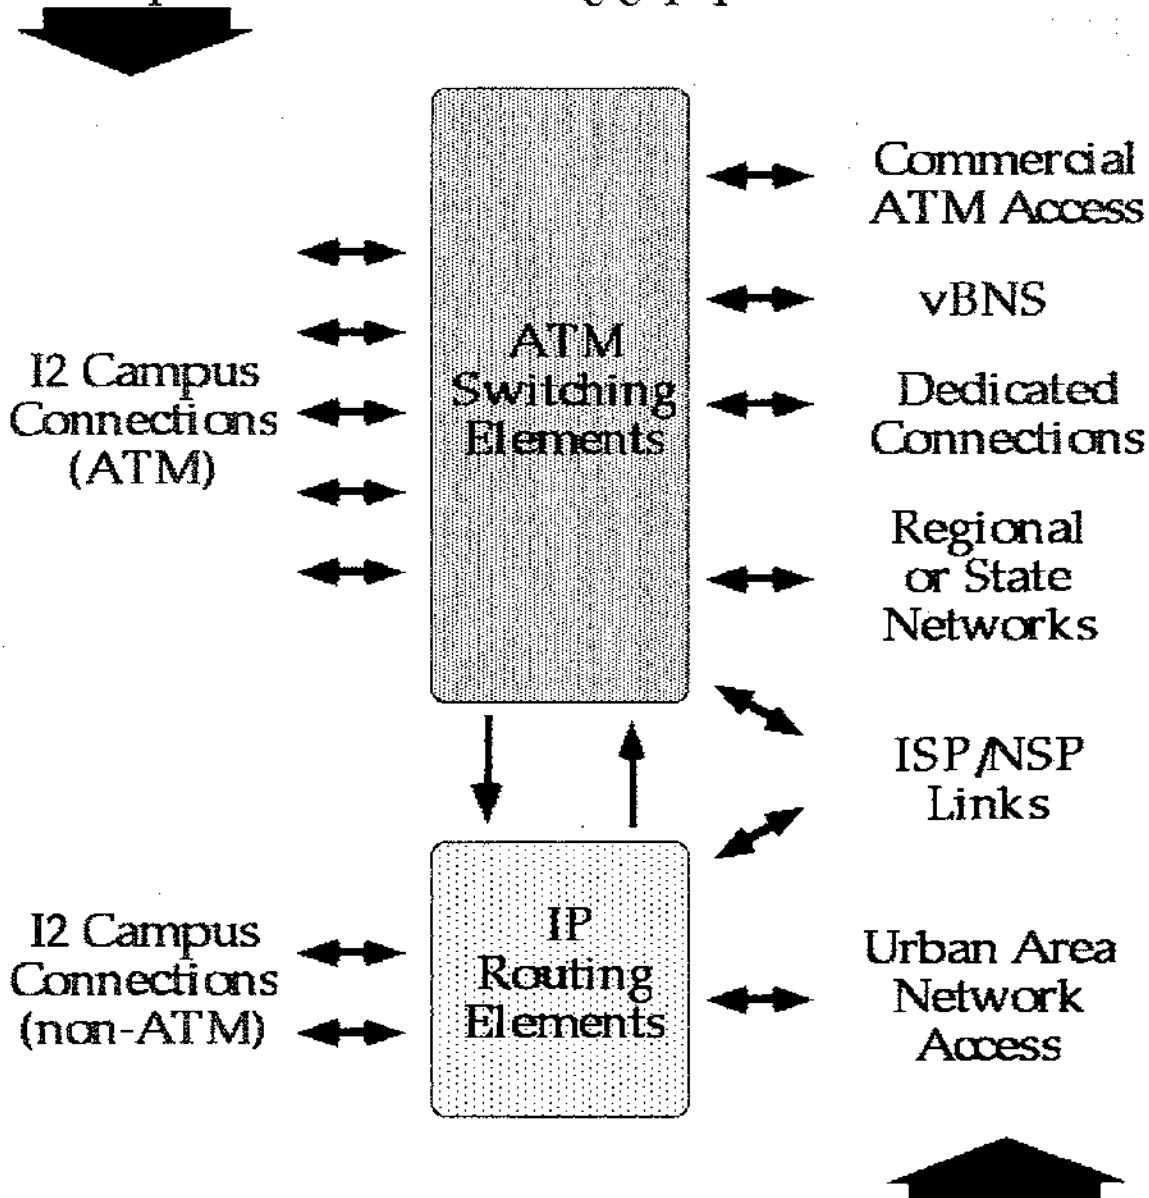 Commercial
ATM Access
vBNS
ATM
Switching
Elements
I2 Campus
Connections
(ATM)
Dedicated
Connections
Regional
or State
Networks
ISP/NSP
Links
I2 Campus
Connections
(non-ATM)
IP
Routing
Elements
Urban Area
Network
Access